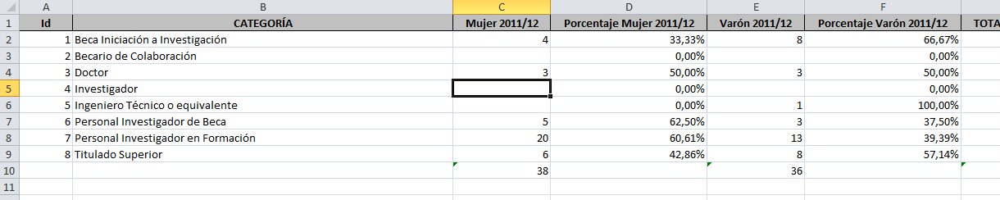 A B C D E F
1 Id CATEGORÍA Mujer 2011/12 Porcentaje Mujer 2011/12 Varón 2011/12 Porcentaje Varón 2011/12 TOTA
2 1 Beca Iniciación a Investigación 4 33,33% 8 66,67%
3 2 Becario de Colaboración 0,00% 0,00%
4 3 Doctor 3 50,00% 3 50,00%
5 4 Investigador 0,00% 0,00%
6 5 Ingeniero Técnico o equivalente 0,00% 1 100,00%
7 6 Personal Investigador de Beca 5 62,50% 3 37,50%
8 7 Personal Investigador en Formación 20 60,61% 13 39,39%
9 8 Titulado Superior 6 42,86% 8 57,14%
10 38 36
11